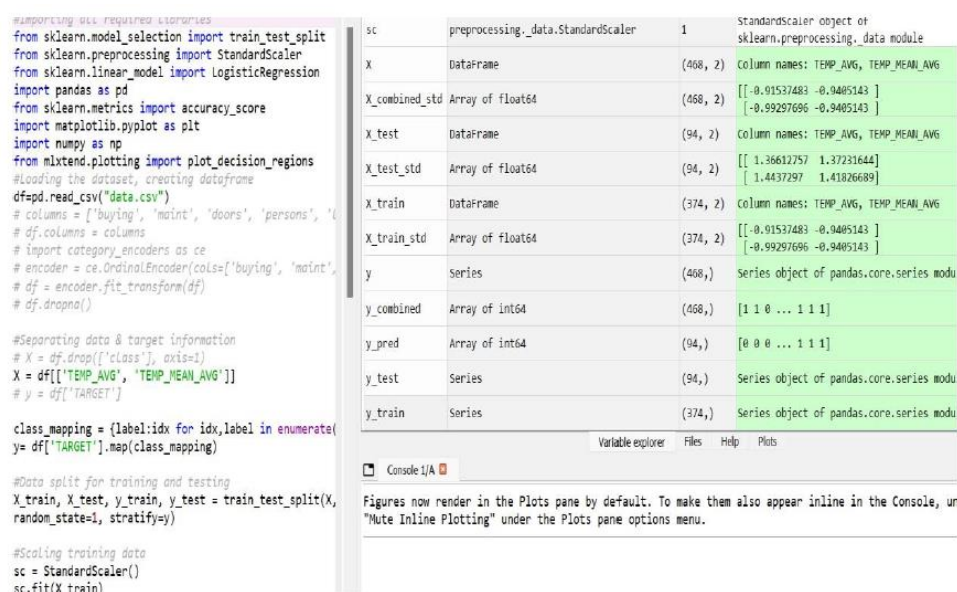 #Importing all required libraries
from sklearn.model_selection import train_test_split
from sklearn.preprocessing import StandardScaler
from sklearn.linear_model import LogisticRegression
import pandas as pd
from sklearn.metrics import accuracy_score
import matplotlib.pyplot as plt
import numpy as np
from mlxtend.plotting import plot_decision_regions
#Loading the dataset, creating dataframe
df=pd.read_csv("data.csv")
# columns = ['buying', 'maint', 'doors', 'persons',
# df.columns = columns
# import category_encoders as ce
# encoder = ce.OrdinalEncoder(cols=['buying', 'maint',
# df = encoder.fit_transform(df)
# df.dropna()
#Separating data & target information
# X = df.drop(['class'], axis=1)
X = df[['TEMP_AVG', 'TEMP_MEAN_AVG']]
# y = df['TARGET']
class_mapping = {label:idx for idx,label in enumerate(
y= df['TARGET'].map(class_mapping)
#Data split for training and testing
X_train, X_test, y_train, y_test = train_test_split(X,
random_state=1, stratify=y)
#Scaling training data
sc = StandardScaler()
sc.fit(X_train)
sc preprocessing._data.StandardScaler 1 StandardScaler object of
sklearn.preprocessing._data module
X DataFrame (468, 2) Column names: TEMP_AVG, TEMP_MEAN_AVG
X_combined_std Array of float64 (468, 2) [[-0.91537483 -0.9405143 ]
[-0.99297696 -0.9405143 ]
X_test DataFrame (94, 2) Column names: TEMP_AVG, TEMP_MEAN_AVG
X_test_std Array of float64 (94, 2) [[ 1.36612757 1.37231644]
[ 1.4437297 1.41826689]
X_train DataFrame (374, 2) Column names: TEMP_AVG, TEMP_MEAN_AVG
X_train_std Array of float64 (374, 2) [[-0.91537483 -0.9405143 ]
[-0.99297696 -0.9405143 ]
y Series (468,) Series object of pandas.core.series modu
y_combined Array of int64 (468,) [1 1 0 ... 1 1 1]
y_pred Array of int64 (94,) [0 0 0 ... 1 1 1]
y_test Series (94,) Series object of pandas.core.series modu
y_train Series (374,) Series object of pandas.core.series modu
Variable explorer Files Help Plots
Console 1/A
Figures now render in the Plots pane by default. To make them also appear inline in the Console, un
"Mute Inline Plotting" under the Plots pane options menu.